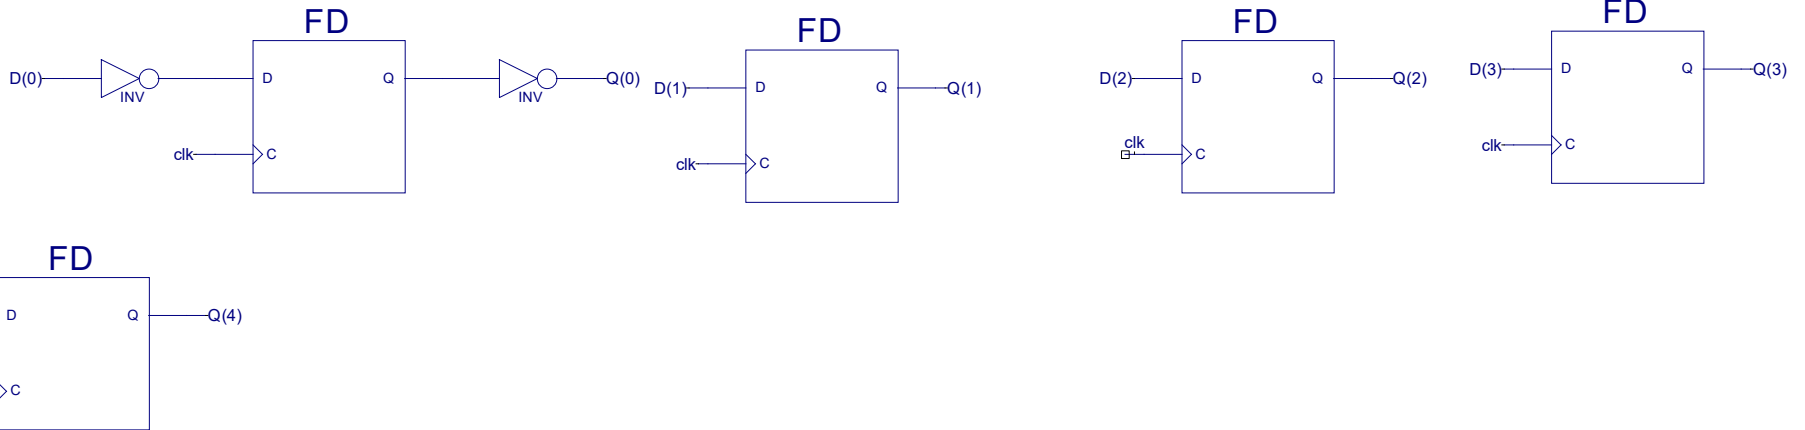 FD
D(0)
INV
D
Q
INV
Q(0)
clk
C
FD
D(1)
D
Q
Q(1)
clk
C
FD
D(2)
D
Q
Q(2)
clk
C
FD
D(3)
D
Q
Q(3)
clk
C
FD
D
Q
Q(4)
C